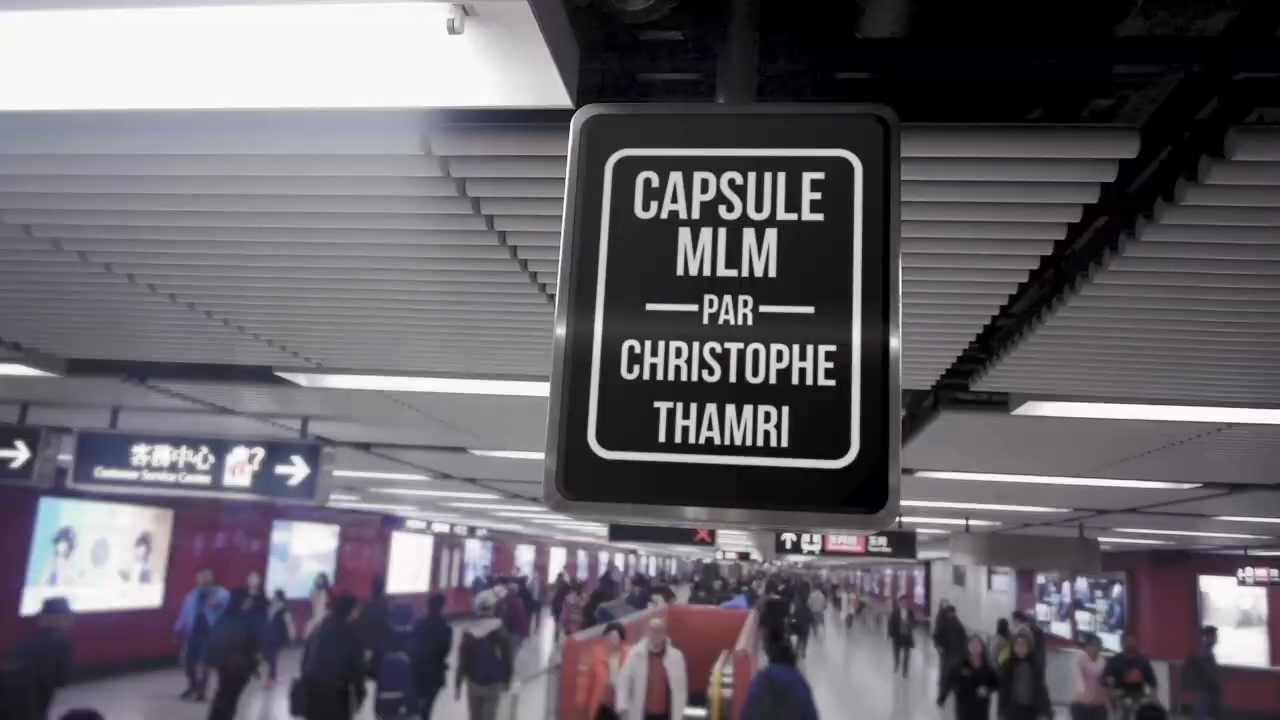 CAPSULE
MLM
PAR
CHRISTOPHE
THAMRI
客務中心
Customer Service Centre